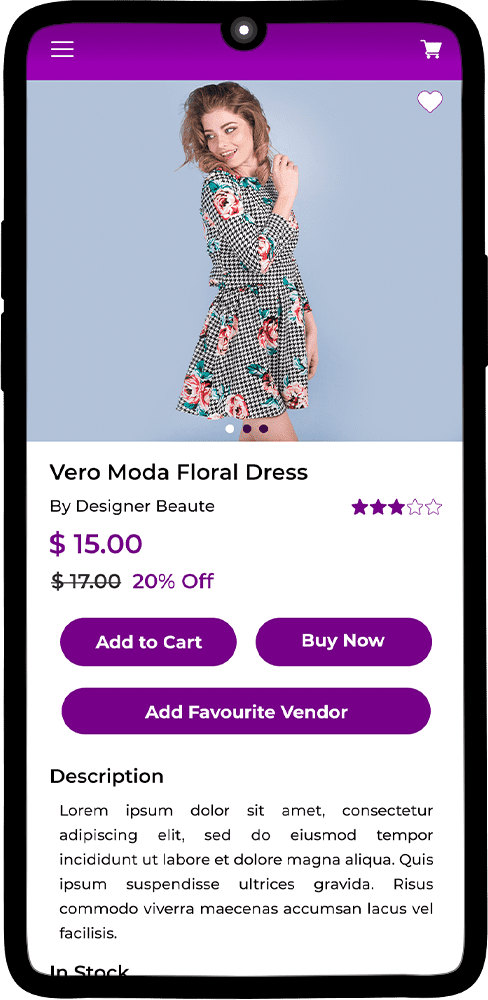 Vero Moda Floral Dress
By Designer Beaute
$ 15.00
$ 17.00 20% Off
Add to Cart
Buy Now
Add Favourite Vendor
Description
Lorem ipsum dolor sit amet, consectetur
adipiscing elit, sed do eiusmod tempor
incididunt ut labore et dolore magna aliqua. Quis
ipsum suspendisse ultrices gravida. Risus
commodo viverra maecenas accumsan lacus vel
facilisis.
In Stock